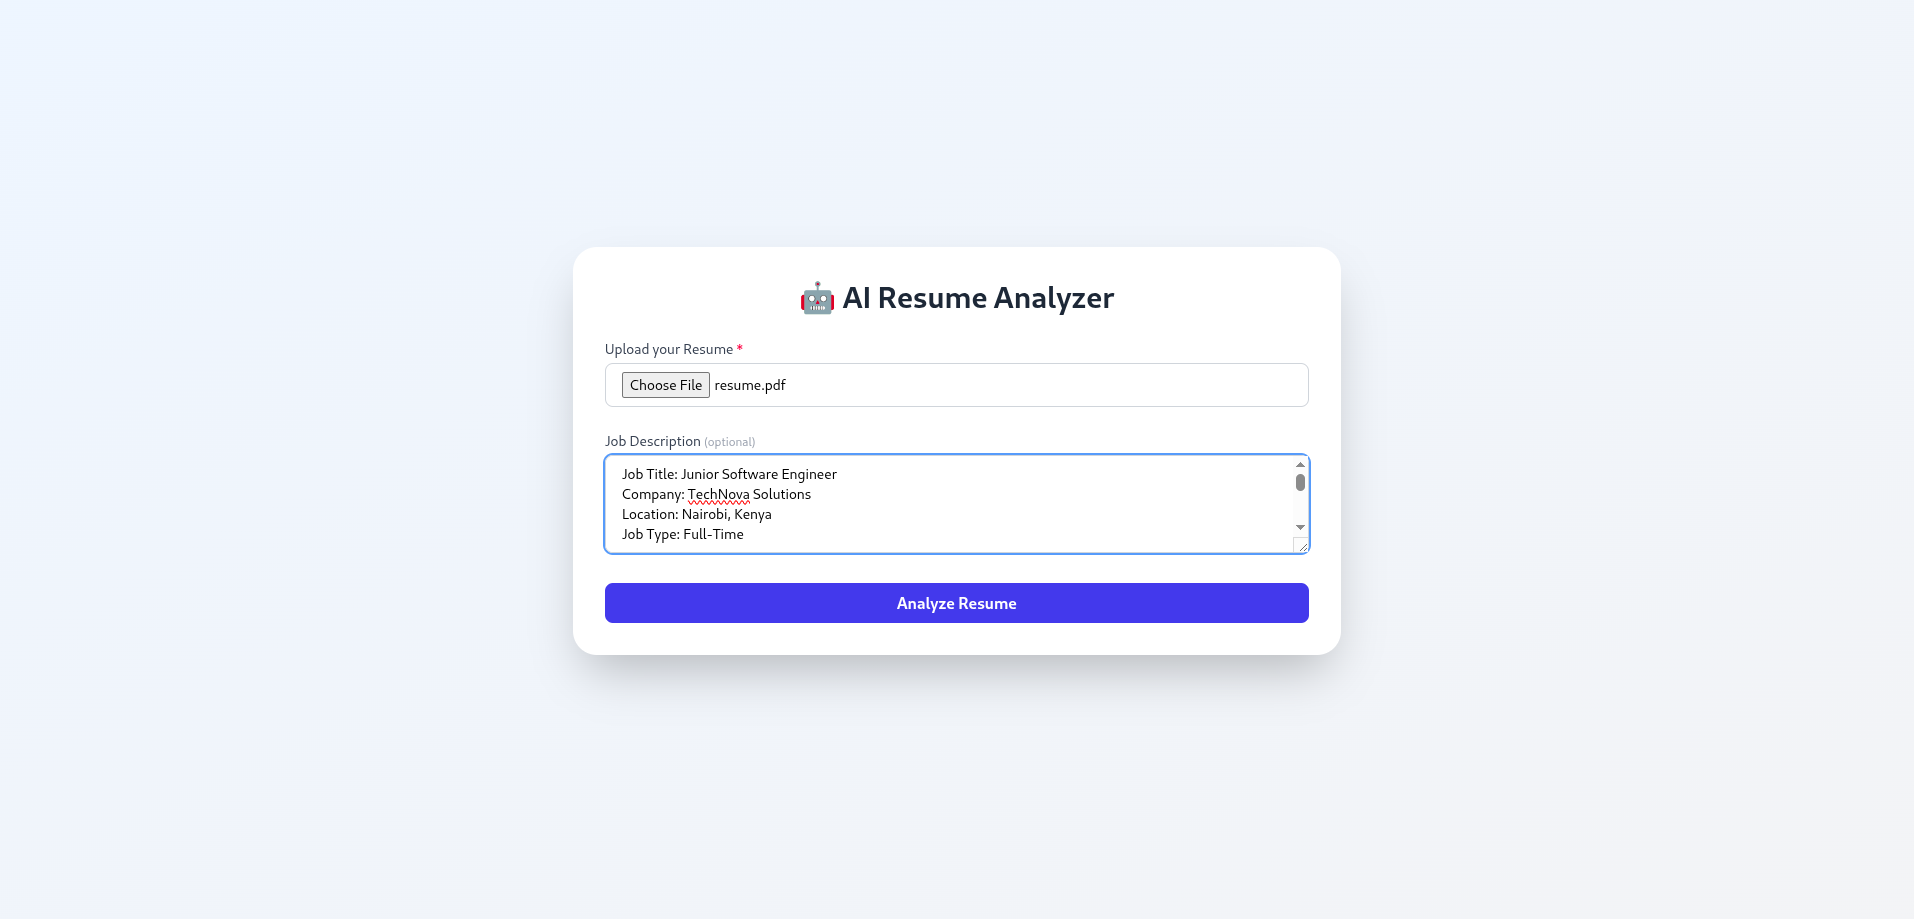 🤖 AI Resume Analyzer
Upload your Resume *
Choose File resume.pdf
Job Description (optional)
Job Title: Junior Software Engineer
Company: TechNova Solutions
Location: Nairobi, Kenya
Job Type: Full-Time
Analyze Resume